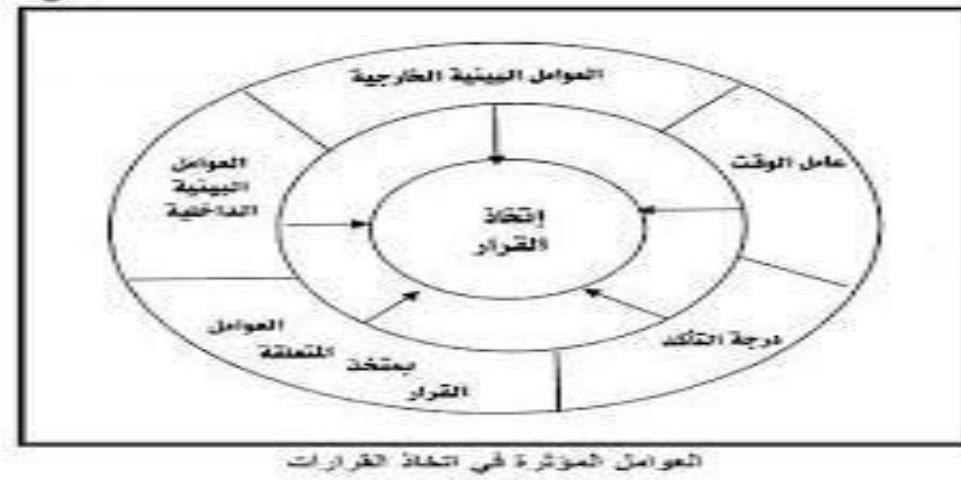 العوامل البيئية الخارجية
عامل الوقت
العوامل
البيئية
الداخلية
إتخاذ
القرار
درجة التأكد
العوامل
المتعلقة
بمتخذ
القرار
العوامل المؤثرة في اتخاذ القرارات